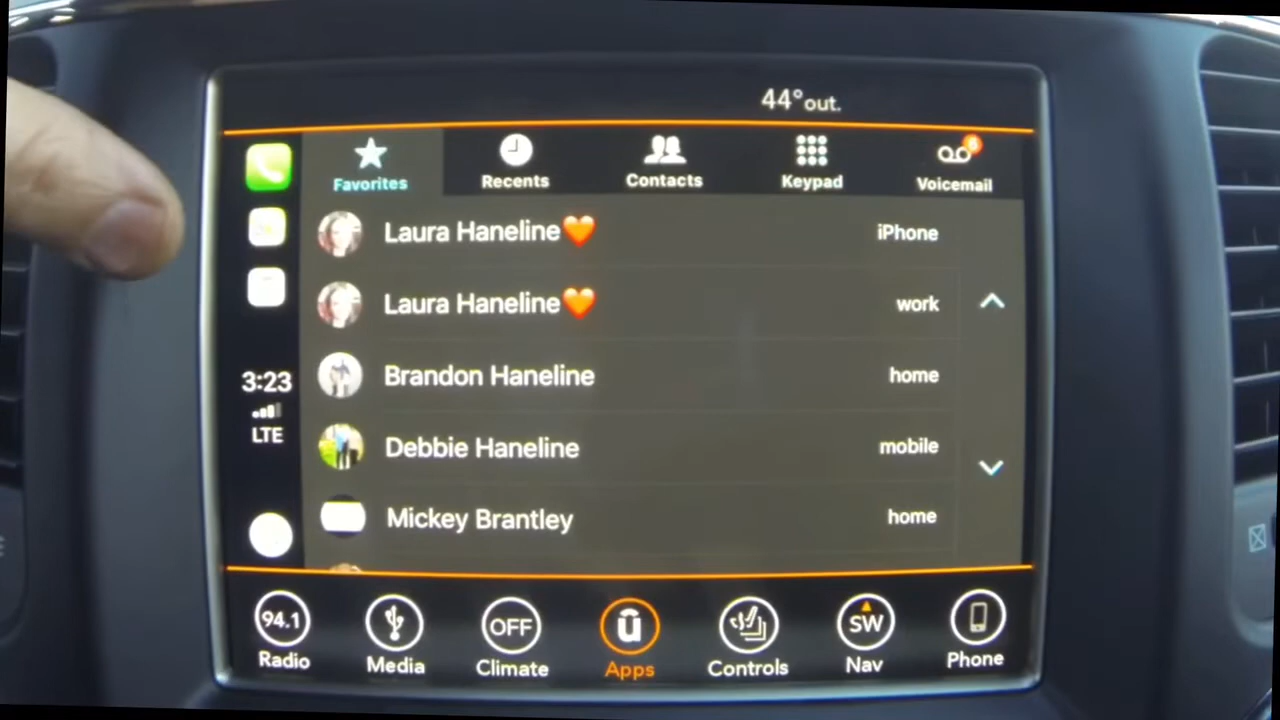 44°out.
Favorites
Recents
Contacts
Keypad
Voicemail
6
Laura Haneline🧡 iPhone
Laura Haneline🧡 work
Brandon Haneline home
Debbie Haneline mobile
Mickey Brantley home
3:23
LTE
94.1
OFF
û
SW
Radio
Media
Climate
Apps
Controls
Nav
Phone